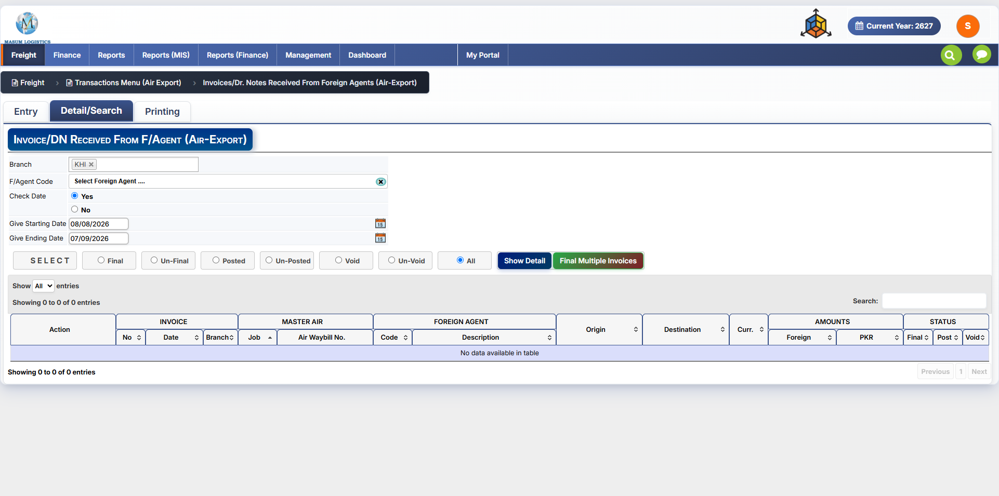 MASUM LOGISTICS
Current Year: 2627
S
Freight Finance Reports Reports (MIS) Reports (Finance) Management Dashboard My Portal
Freight › Transactions Menu (Air Export) › Invoices/Dr. Notes Received From Foreign Agents (Air-Export)
Entry Detail/Search Printing
Invoice/DN Received From F/Agent (Air-Export)
Branch KHI ×
F/Agent Code Select Foreign Agent ....
Check Date Yes
No
Give Starting Date 08/08/2026 15
Give Ending Date 07/09/2026 15
SELECT Final Un-Final Posted Un-Posted Void Un-Void All Show Detail Final Multiple Invoices
Show All entries
Showing 0 to 0 of 0 entries Search:
Action INVOICE MASTER AIR FOREIGN AGENT Origin Destination Curr. AMOUNTS STATUS
No Date Branch Job Air Waybill No. Code Description Foreign PKR Final Post Void
No data available in table
Showing 0 to 0 of 0 entries Previous 1 Next